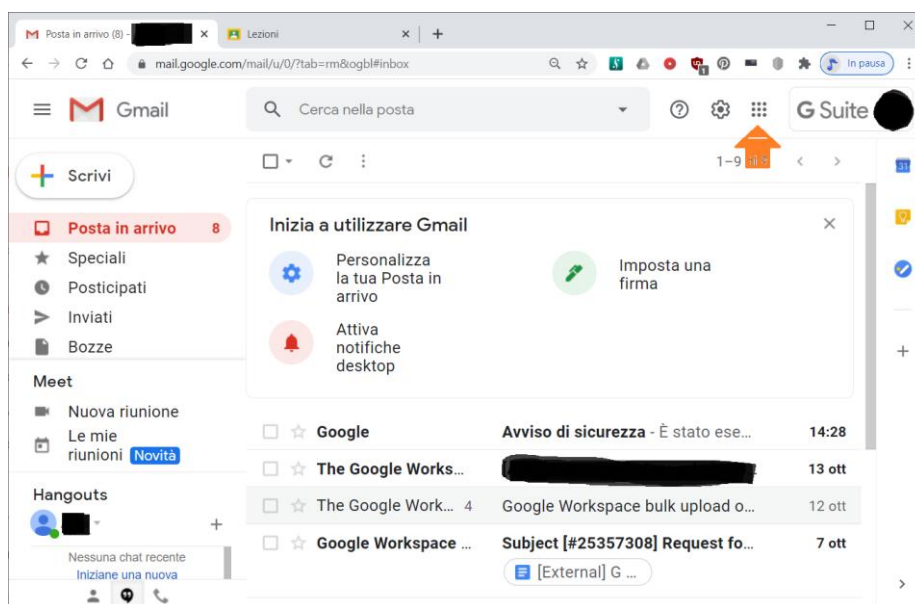 Posta in arrivo (8) -
Lezioni
mail.google.com/mail/u/0/?tab=rm&ogbl#inbox
In pausa
Gmail
Cerca nella posta
G Suite
Scrivi
1–9
Posta in arrivo 8
Speciali
Posticipati
Inviati
Bozze
Meet
Nuova riunione
Le mie
riunioni Novità
Hangouts
Nessuna chat recente
Iniziane una nuova
Inizia a utilizzare Gmail
Personalizza
la tua Posta in
arrivo
Imposta una
firma
Attiva
notifiche
desktop
Google Avviso di sicurezza - È stato ese... 14:28
The Google Works... 13 ott
The Google Work... 4 Google Workspace bulk upload o... 12 ott
Google Workspace ... Subject [#25357308] Request fo... 7 ott
[External] G ...
31
1